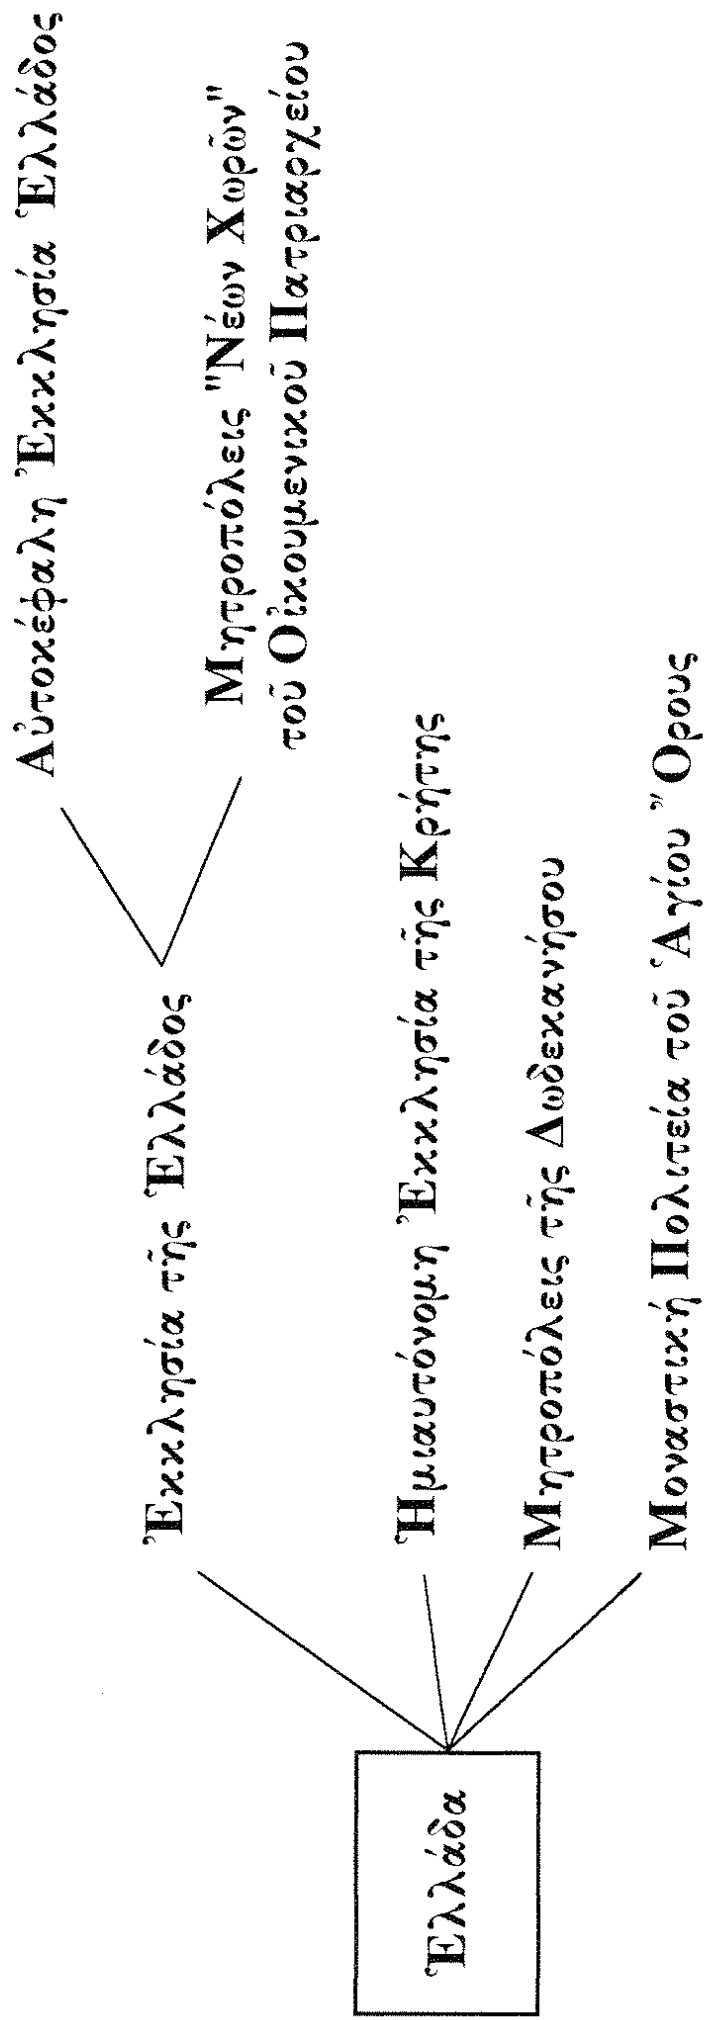 Ἑλλάδα
Ἐκκλησία τῆς Ἑλλάδος
Αὐτοκέφαλη Ἐκκλησία Ἑλλάδος
Μητροπόλεις "Νέων Χωρῶν"
τοῦ Οἰκουμενικοῦ Πατριαρχείου
Ἡμιαυτόνομη Ἐκκλησία τῆς Κρήτης
Μητροπόλεις τῆς Δωδεκανήσου
Μοναστική Πολιτεία τοῦ Ἁγίου Ὄρους